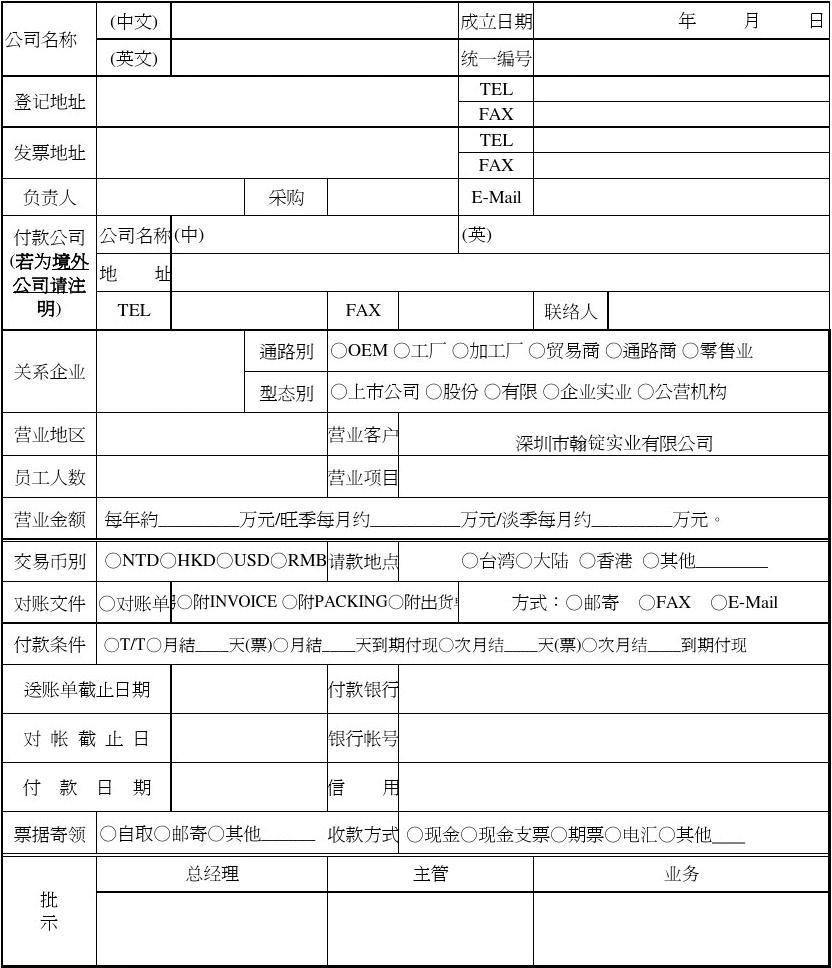 公司名称 (中文) 成立日期 年 月 日
(英文) 统一编号
登记地址 TEL
FAX
发票地址 TEL
FAX
负责人 采购 E-Mail
付款公司 公司名称 (中) (英)
(若为境外
公司请注
明)
地 址
TEL FAX 联络人
关系企业 通路別 ○OEM ○工厂 ○加工厂 ○贸易商 ○通路商 ○零售业
型态別 ○上市公司 ○股份 ○有限 ○企业实业 ○公营机构
营业地区 营业客户 深圳市翰锭实业有限公司
员工人数 营业项目
营业金额 每年約_________万元/旺季每月约__________万元/淡季每月约_________万元。
交易币別 ○NTD○HKD○USD○RMB 请款地点 ○台湾○大陆 ○香港 ○其他________
对账文件 ○对账单 ○附INVOICE ○附PACKING○附出货 方式：○邮寄 ○FAX ○E-Mail
付款条件 ○T/T○月結____天(票)○月結____天到期付现○次月结____天(票)○次月结____到期付现
送账单截止日期 付款银行
对 帐 截 止 日 银行帐号
付 款 日 期 信 用
票据寄领 ○自取○邮寄○其他______ 收款方式 ○现金○现金支票○期票○电汇○其他____
批 总经理 主管 业务
示